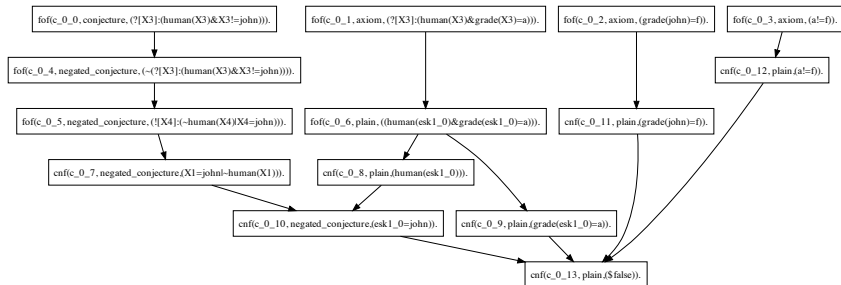 fof(c_0_0, conjecture, (?[X3]:(human(X3)&X3!=john))).
fof(c_0_1, axiom, (?[X3]:(human(X3)&grade(X3)=a))).
fof(c_0_2, axiom, (grade(john)=f)).
fof(c_0_3, axiom, (a!=f)).
fof(c_0_4, negated_conjecture, (~(?[X3]:(human(X3)&X3!=john)))).
cnf(c_0_12, plain,(a!=f)).
fof(c_0_5, negated_conjecture, (![X4]:(~human(X4)|X4=john))).
fof(c_0_6, plain, ((human(esk1_0)&grade(esk1_0)=a))).
cnf(c_0_11, plain,(grade(john)=f)).
cnf(c_0_7, negated_conjecture,(X1=john|~human(X1))).
cnf(c_0_8, plain,(human(esk1_0))).
cnf(c_0_10, negated_conjecture,(esk1_0=john)).
cnf(c_0_9, plain,(grade(esk1_0)=a)).
cnf(c_0_13, plain,($false)).